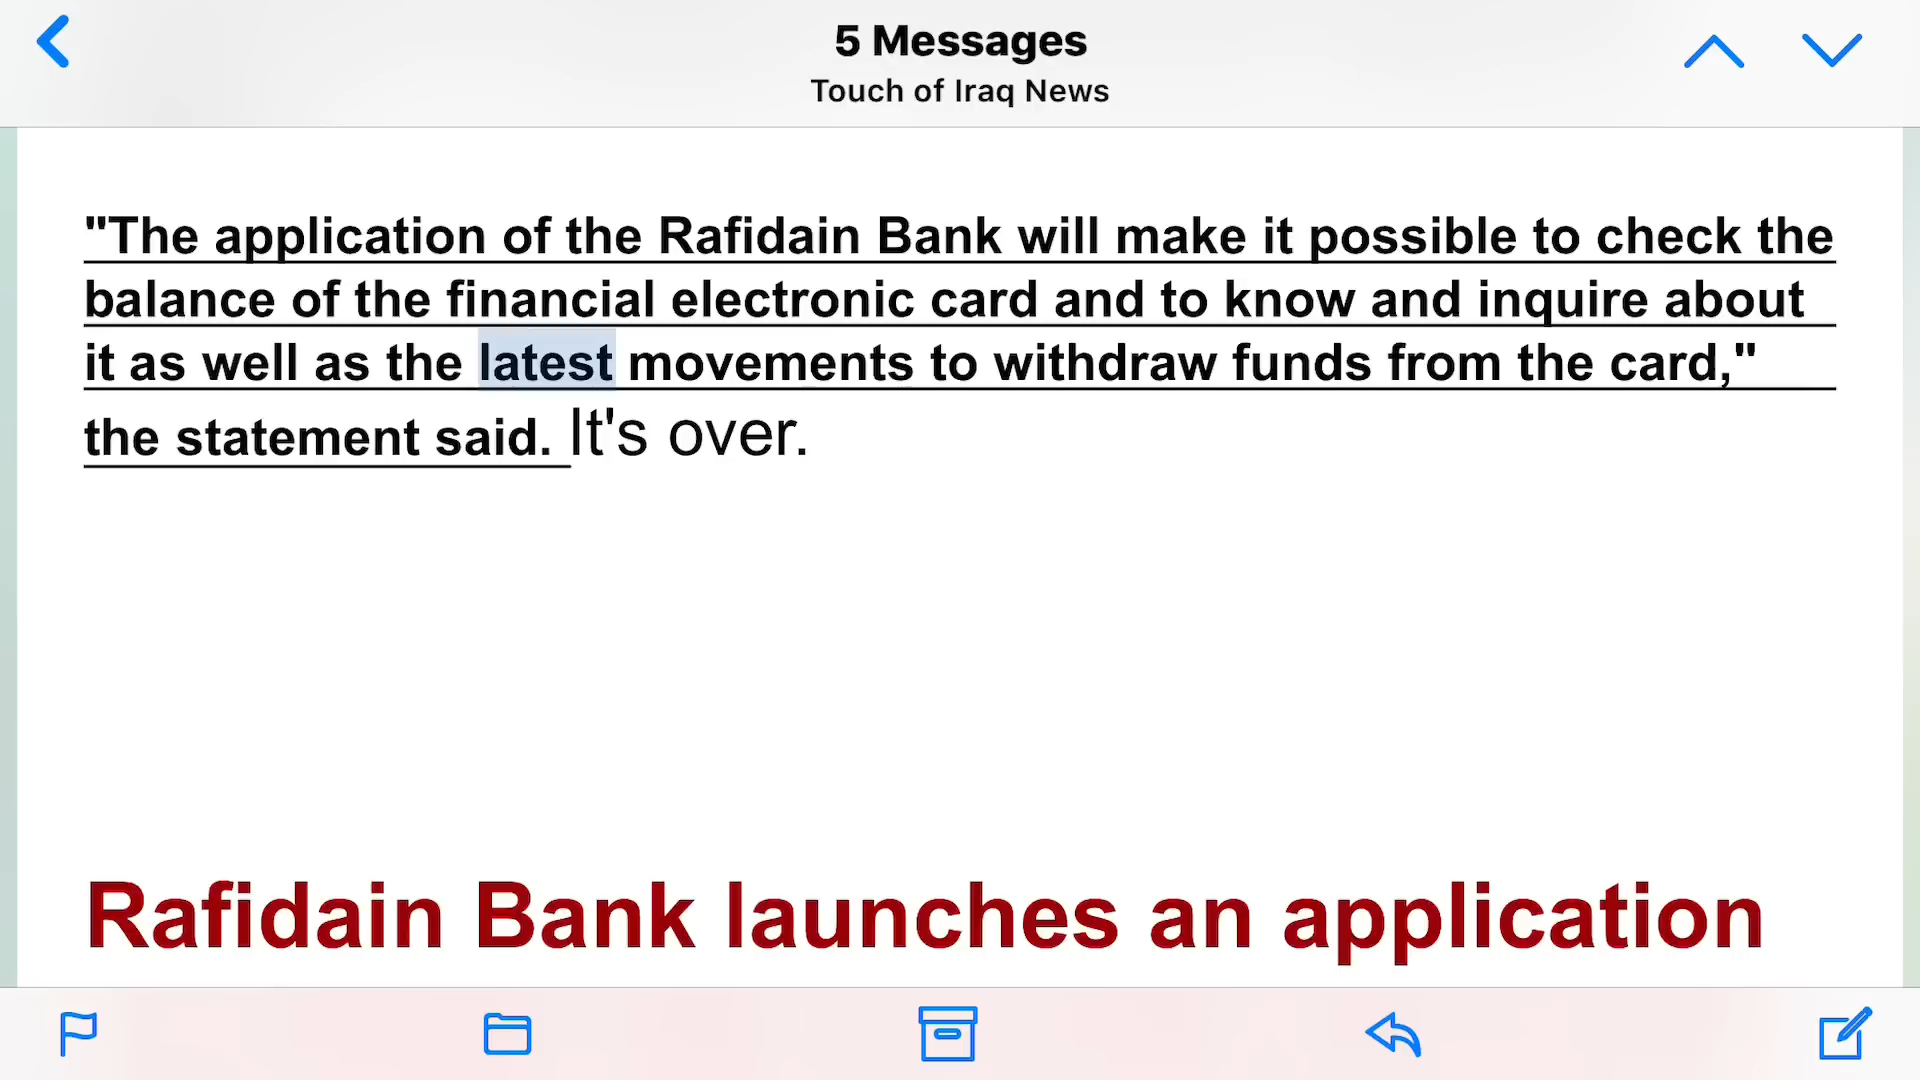 5 Messages
Touch of Iraq News
"The application of the Rafidain Bank will make it possible to check the
balance of the financial electronic card and to know and inquire about
it as well as the latest movements to withdraw funds from the card,"
the statement said. It's over.
Rafidain Bank launches an application